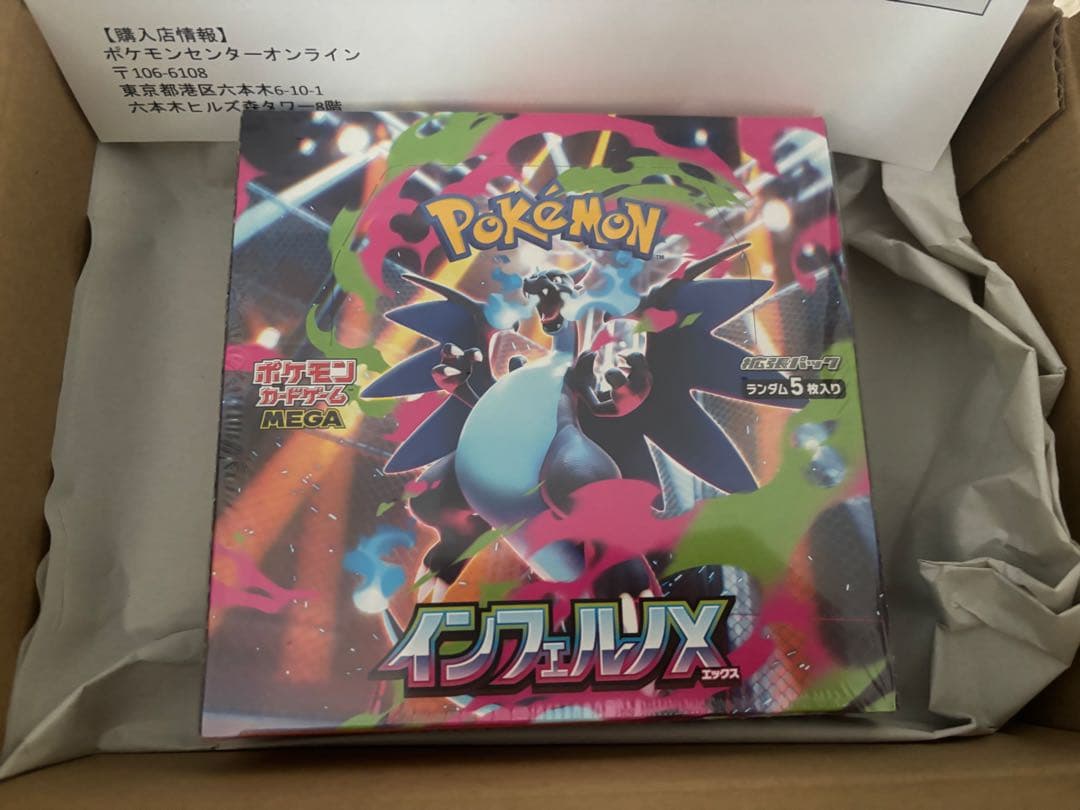 【購入店情報】
ポケモンセンターオンライン
〒106-6108
東京都港区六本木6-10-1
六本木ヒルズ森タワー8階
POKéMON
TM
ポケモン
カードゲーム
MEGA
拡張パック
ランダム5枚入り
インフェルノX
エックス